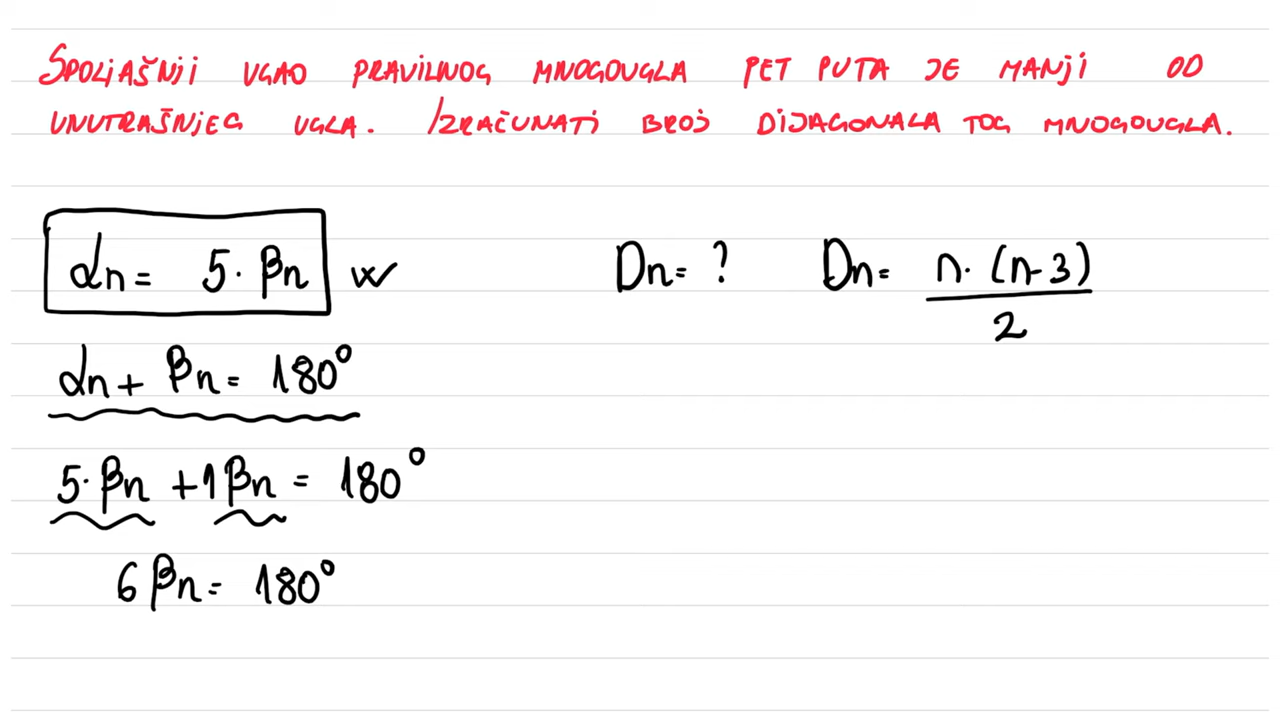 SPOLJAŠNJI UGAO PRAVILNOG MNOGOUGLA PET PUTA JE MANJI OD
UNUTRAŠNJEG UGLA. IZRAČUNATI BROJ DIJAGONALA TOG MNOGOUGLA.
αn = 5·βn w Dn = ? Dn = n·(n-3)/2
αn + βn = 180°
5·βn + 1βn = 180°
6βn = 180°